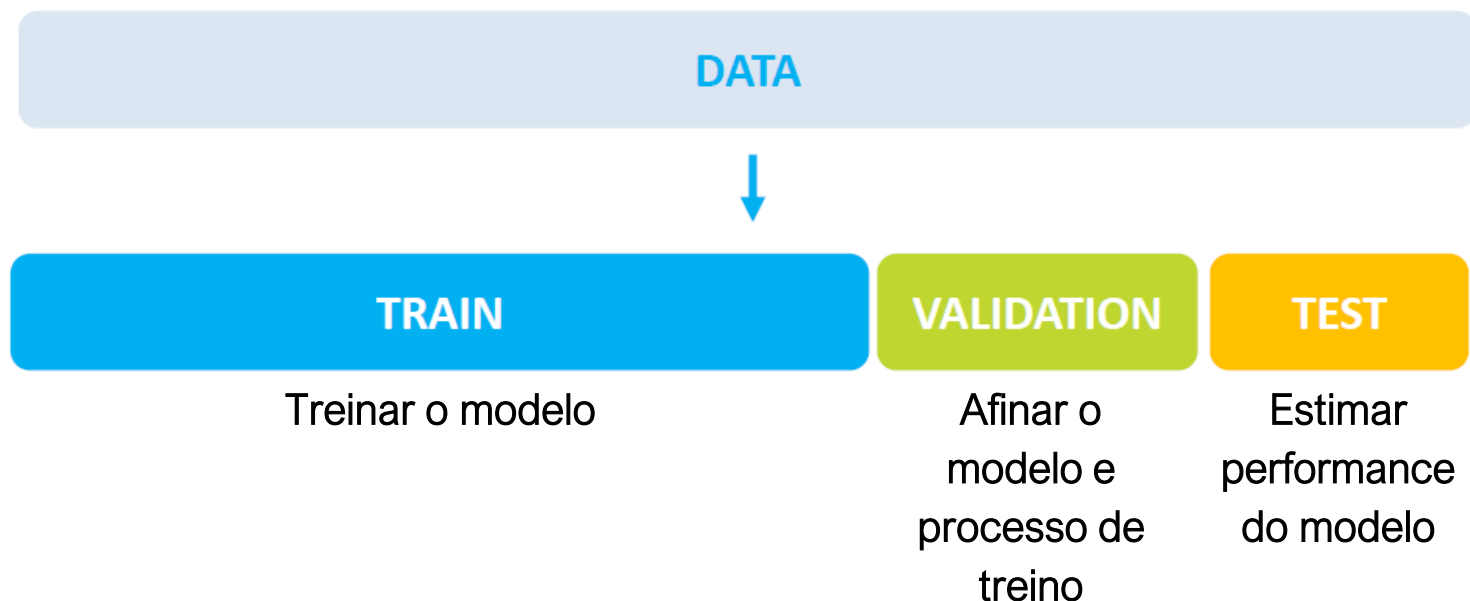 DATA
TRAIN
VALIDATION
TEST
Treinar o modelo
Afinar o
modelo e
processo de
treino
Estimar
performance
do modelo